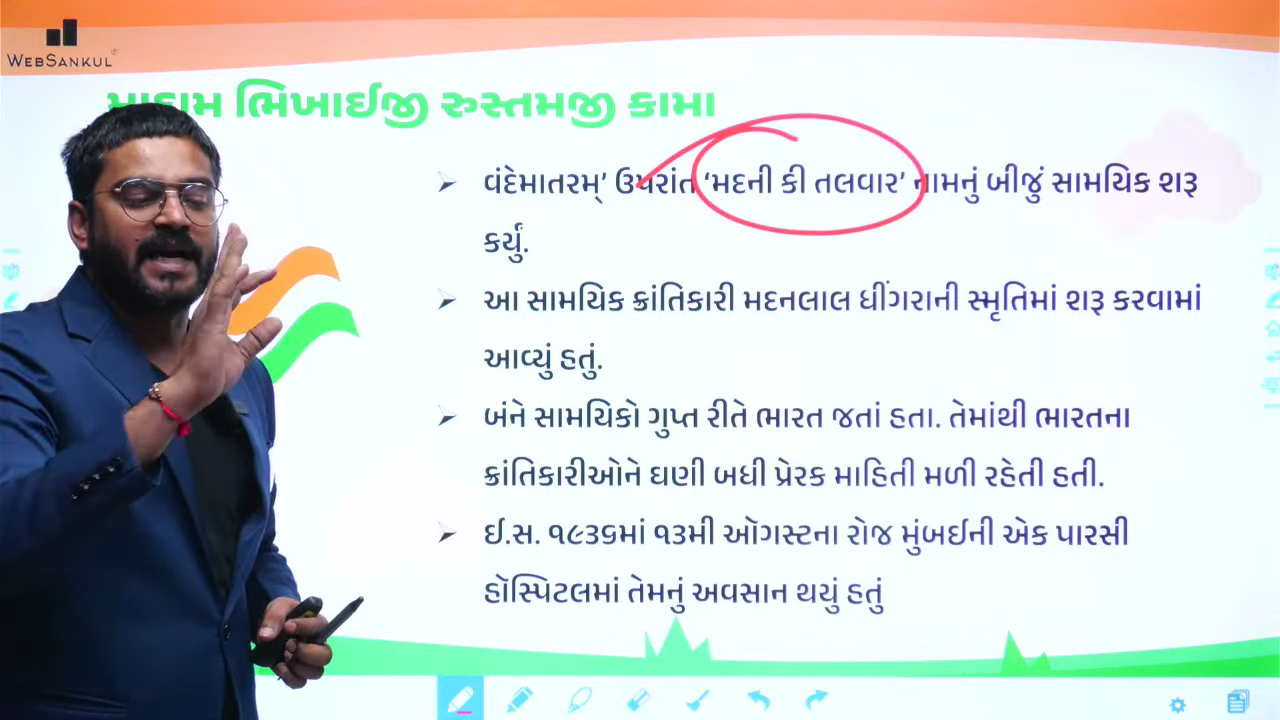 WEBSANKUL
માદામ ભિખાઈજી રુસ્તમજી કામા
વંદેમાતરમ્' ઉપરાંત 'મદની કી તલવાર' નામનું બીજું સામયિક શરૂ
કર્યું.
આ સામયિક ક્રાંતિકારી મદનલાલ ધીંગરાની સ્મૃતિમાં શરૂ કરવામાં
આવ્યું હતું.
બંને સામયિકો ગુપ્ત રીતે ભારત જતાં હતા. તેમાંથી ભારતના
ક્રાંતિકારીઓને ઘણી બધી પ્રેરક માહિતી મળી રહેતી હતી.
ઈ.સ. ૧૯૩૬માં ૧૩મી ઑગસ્ટના રોજ મુંબઈની એક પારસી
હૉસ્પિટલમાં તેમનું અવસાન થયું હતું